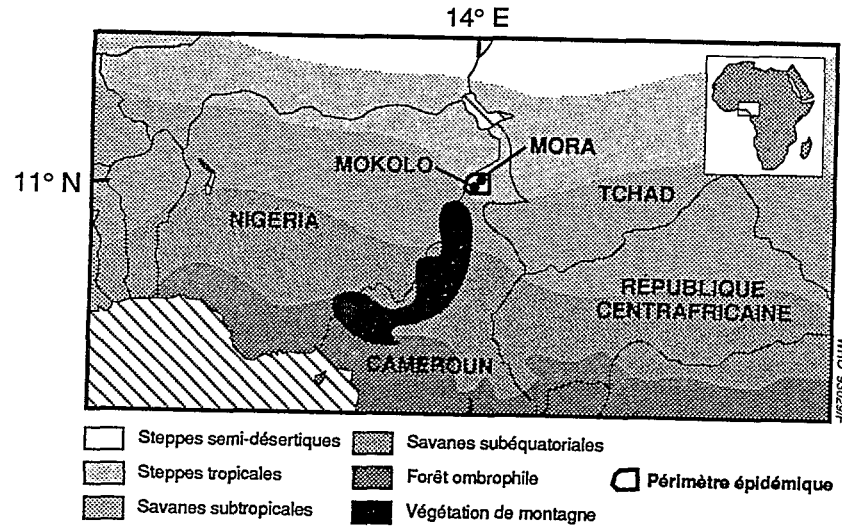 14° E
MORA
MOKOLO
11° N
TCHAD
NIGÉRIA
RÉPUBLIQUE
CENTRAFRICAINE
CAMEROUN
Steppes semi-désertiques
Steppes tropicales
Savanes subtropicales
Savanes subéquatoriales
Forêt ombrophile
Végétation de montagne
Périmètre épidémique